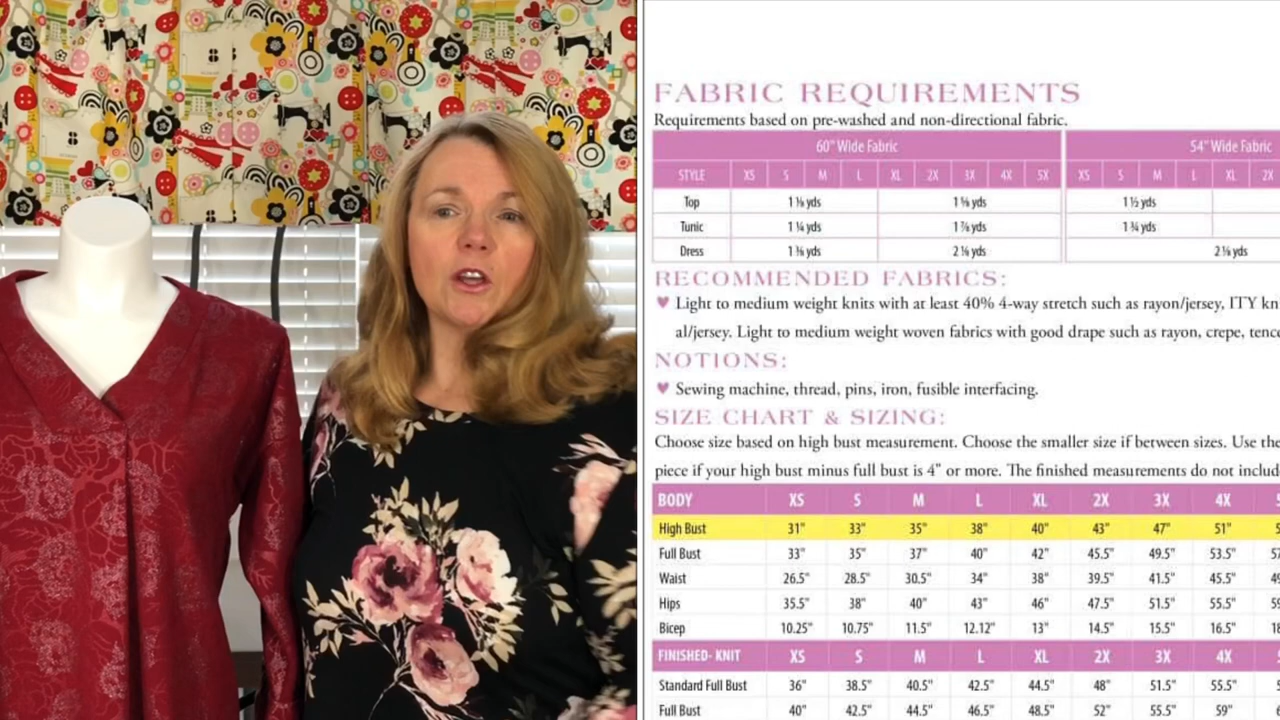 FABRIC REQUIREMENTS
Requirements based on pre-washed and non-directional fabric.
60" Wide Fabric 54" Wide Fabric
STYLE XS S M L XL 2X 3X 4X 5X XS S M L XL 2X
Top 1 ⅛ yds 1 ⅝ yds 1 ½ yds
Tunic 1 ¼ yds 1 ⅞ yds 1 ¾ yds
Dress 1 ⅜ yds 2 ⅛ yds 2 ⅛ yds
RECOMMENDED FABRICS:
♥ Light to medium weight knits with at least 40% 4-way stretch such as rayon/jersey, ITY kn
al/jersey. Light to medium weight woven fabrics with good drape such as rayon, crepe, tenc
NOTIONS:
♥ Sewing machine, thread, pins, iron, fusible interfacing.
SIZE CHART & SIZING:
Choose size based on high bust measurement. Choose the smaller size if between sizes. Use the
piece if your high bust minus full bust is 4" or more. The finished measurements do not includ
BODY XS S M L XL 2X 3X 4X
High Bust 31" 33" 35" 38" 40" 43" 47" 51" 5
Full Bust 33" 35" 37" 40" 42" 45.5" 49.5" 53.5" 57
Waist 26.5" 28.5" 30.5" 34" 38" 39.5" 41.5" 45.5" 49
Hips 35.5" 38" 40" 43" 46" 47.5" 51.5" 55.5" 59
Bicep 10.25" 10.75" 11.5" 12.12" 13" 14.5" 15.5" 16.5" 18
FINISHED- KNIT XS S M L XL 2X 3X 4X
Standard Full Bust 36" 38.5" 40.5" 42.5" 44.5" 48" 51.5" 55.5" 5
Full Bust 40" 42.5" 44.5" 46.5" 48.5" 52" 55.5" 59" 6